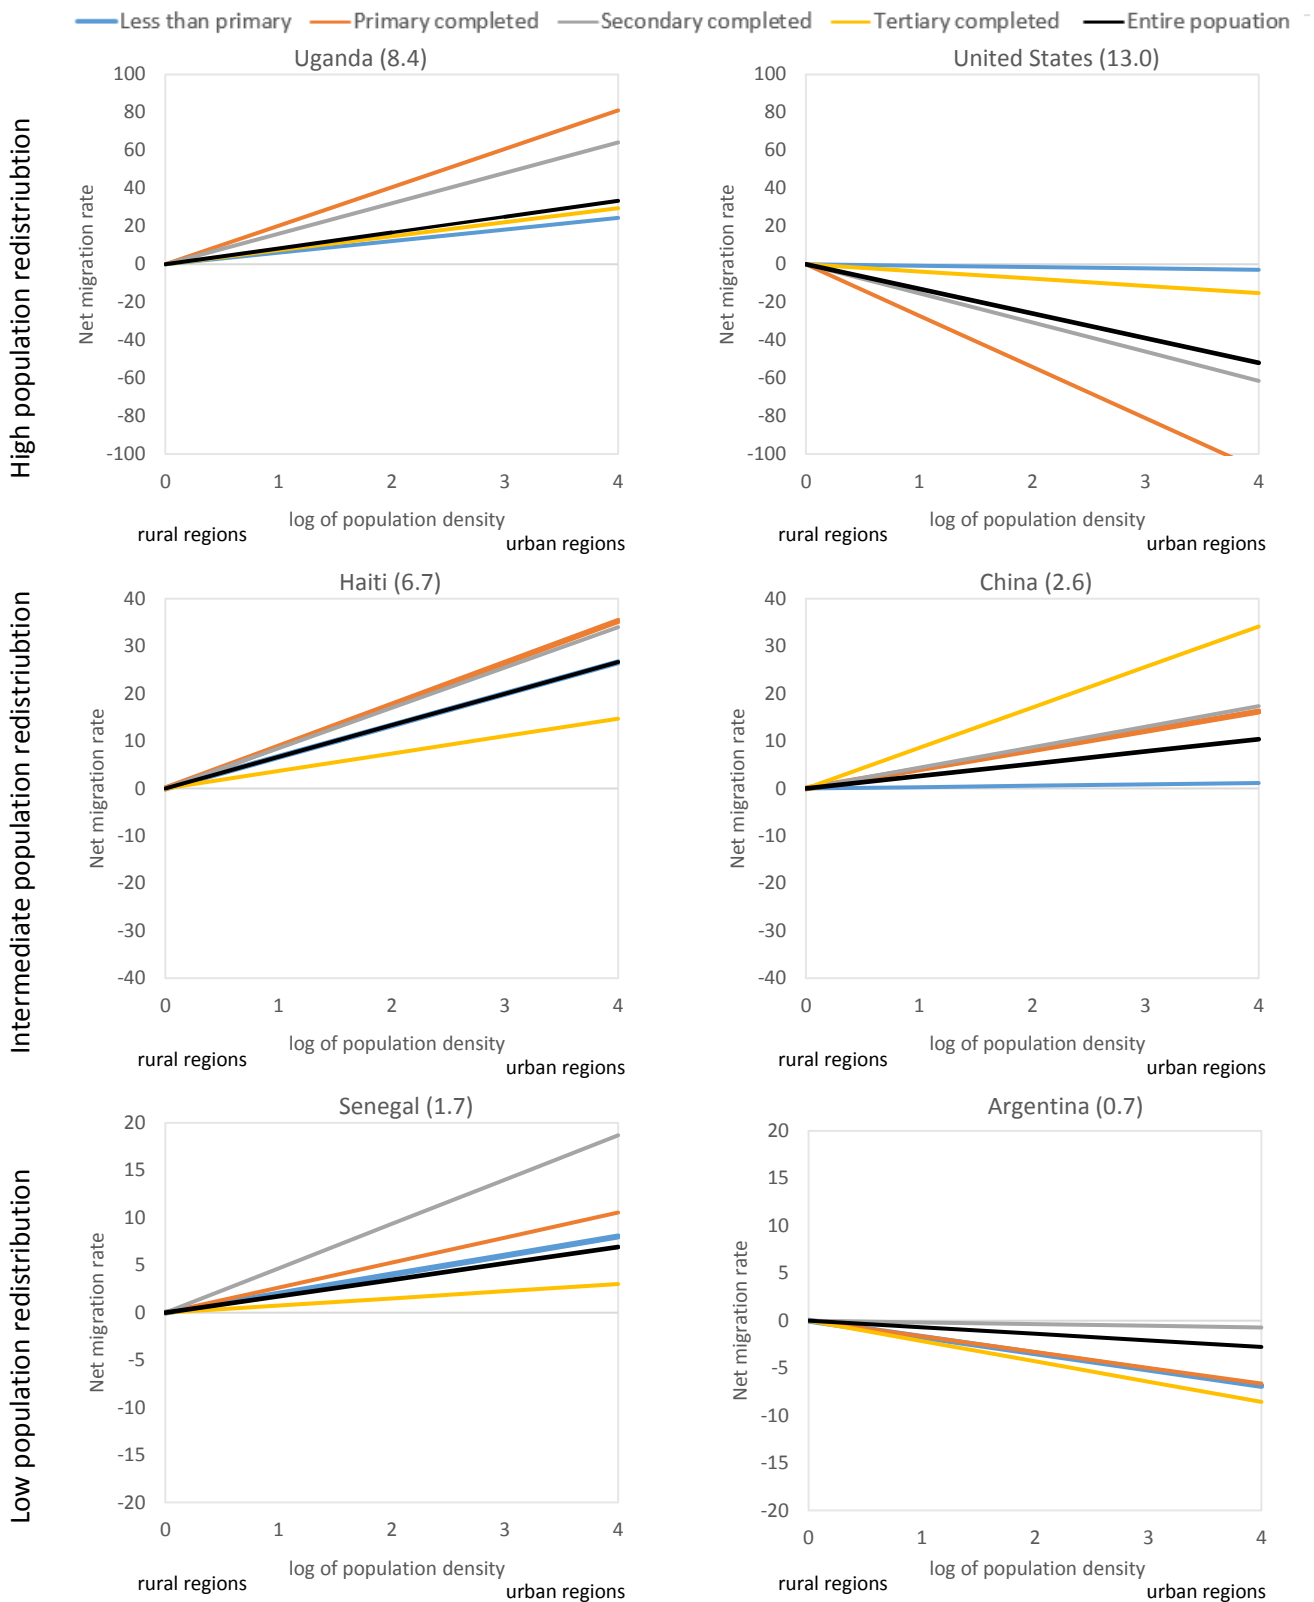 Less than primary Primary completed Secondary completed Tertiary completed Entire popuation
High population redistriubtion
Uganda (8.4)
Net migration rate
100
80
60
40
20
0
-20
-40
-60
-80
-100
0 1 2 3 4
log of population density
rural regions urban regions
United States (13.0)
Net migration rate
100
80
60
40
20
0
-20
-40
-60
-80
-100
0 1 2 3 4
log of population density
rural regions urban regions
Intermediate population redistriubtion
Haiti (6.7)
Net migration rate
40
30
20
10
0
-10
-20
-30
-40
0 1 2 3 4
log of population density
rural regions urban regions
China (2.6)
Net migration rate
40
30
20
10
0
-10
-20
-30
-40
0 1 2 3 4
log of population density
rural regions urban regions
Low population redistribution
Senegal (1.7)
Net migration rate
20
15
10
5
0
-5
-10
-15
-20
0 1 2 3 4
log of population density
rural regions urban regions
Argentina (0.7)
Net migration rate
20
15
10
5
0
-5
-10
-15
-20
0 1 2 3 4
log of population density
rural regions urban regions